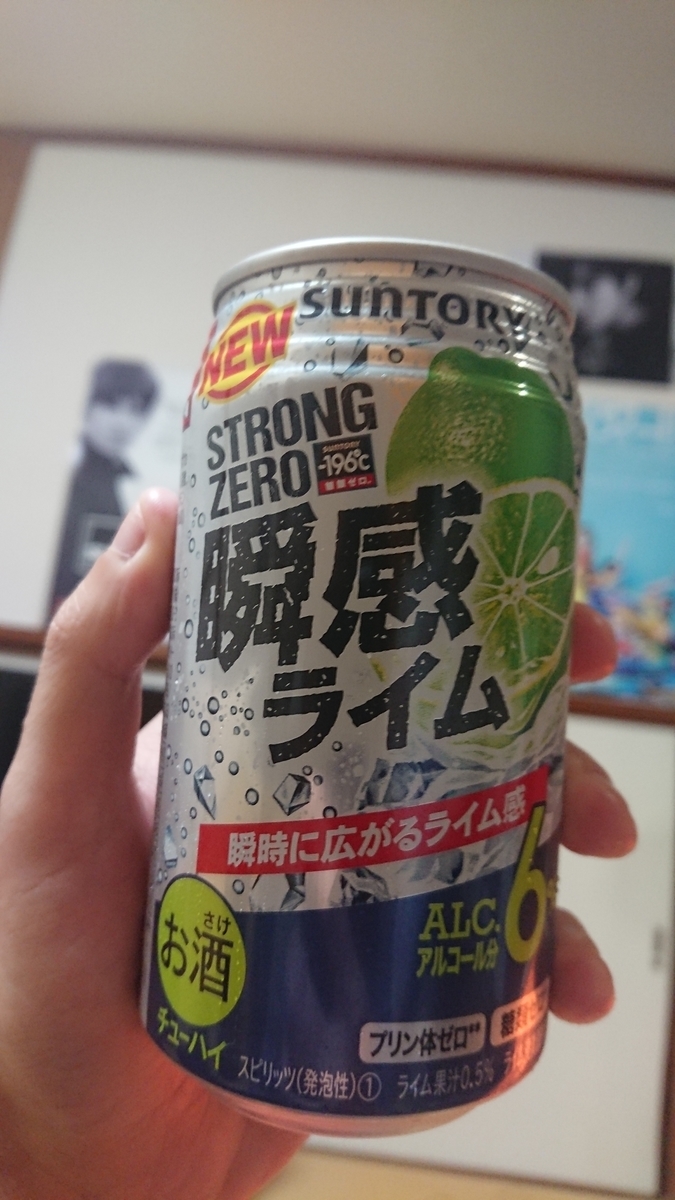 SUNTORY
NEW
STRONG
ZERO
SUNTORY
-196℃
瞬感
ライム
瞬時に広がるライム感
お酒
さけ
チューハイ
ALC.
アルコール分
6
プリン体ゼロ
スピリッツ(発泡性)①
ライム果汁0.5%